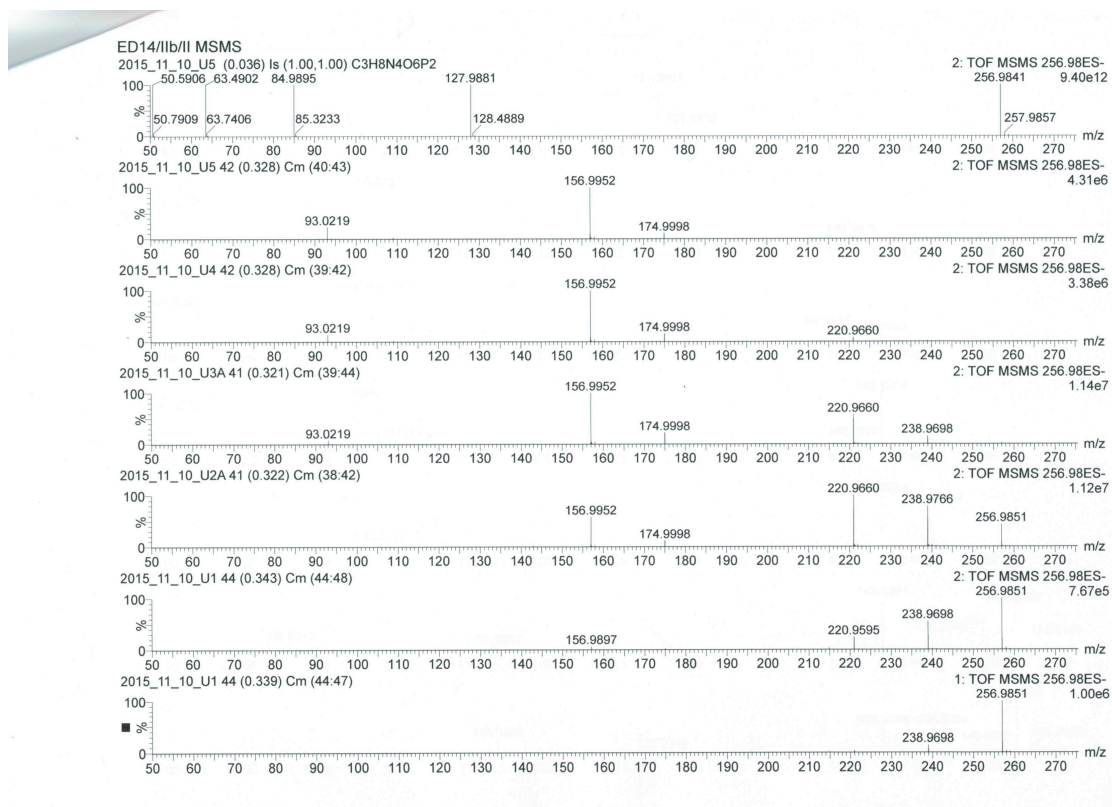 ED14/IIb/II MSMS
2015_11_10_U5 (0.036) Is (1.00,1.00) C3H8N4O6P2
2: TOF MSMS 256.98ES-
50.5906 63.4902 84.9895 127.9881 256.9841 9.40e12
100
%
50.7909 63.7406 85.3233 128.4889 257.9857
0
m/z
50 60 70 80 90 100 110 120 130 140 150 160 170 180 190 200 210 220 230 240 250 260 270
2015_11_10_U5 42 (0.328) Cm (40:43)
2: TOF MSMS 256.98ES-
156.9952 4.31e6
100
%
93.0219 174.9998
0
m/z
50 60 70 80 90 100 110 120 130 140 150 160 170 180 190 200 210 220 230 240 250 260 270
2015_11_10_U4 42 (0.328) Cm (39:42)
2: TOF MSMS 256.98ES-
156.9952 3.38e6
100
%
93.0219 174.9998 220.9660
0
m/z
50 60 70 80 90 100 110 120 130 140 150 160 170 180 190 200 210 220 230 240 250 260 270
2015_11_10_U3A 41 (0.321) Cm (39:44)
2: TOF MSMS 256.98ES-
156.9952 1.14e7
100
220.9660
%
93.0219 174.9998 238.9698
0
m/z
50 60 70 80 90 100 110 120 130 140 150 160 170 180 190 200 210 220 230 240 250 260 270
2015_11_10_U2A 41 (0.322) Cm (38:42)
2: TOF MSMS 256.98ES-
220.9660 1.12e7
100
238.9766
%
156.9952 256.9851
174.9998
0
m/z
50 60 70 80 90 100 110 120 130 140 150 160 170 180 190 200 210 220 230 240 250 260 270
2015_11_10_U1 44 (0.343) Cm (44:48)
2: TOF MSMS 256.98ES-
256.9851 7.67e5
100
238.9698
%
156.9897 220.9595
0
m/z
50 60 70 80 90 100 110 120 130 140 150 160 170 180 190 200 210 220 230 240 250 260 270
2015_11_10_U1 44 (0.339) Cm (44:47)
1: TOF MSMS 256.98ES-
256.9851 1.00e6
100
%
238.9698
0
m/z
50 60 70 80 90 100 110 120 130 140 150 160 170 180 190 200 210 220 230 240 250 260 270